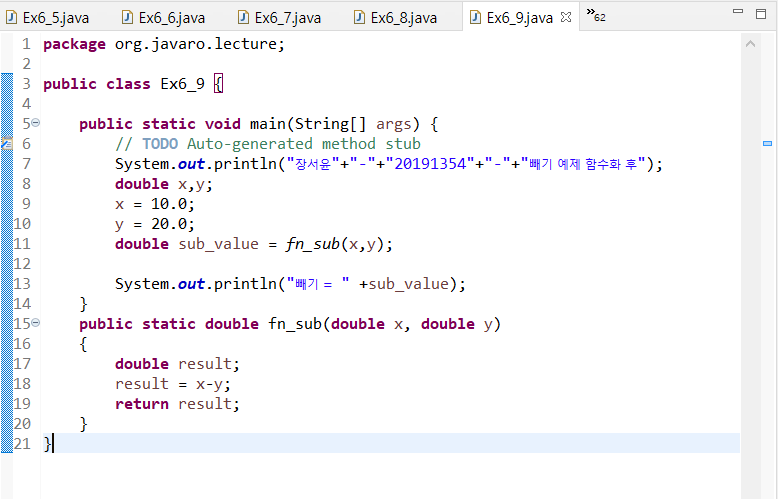 Ex6_5.java Ex6_6.java Ex6_7.java Ex6_8.java Ex6_9.java »62
1 package org.javaro.lecture;
2
3 public class Ex6_9 {
4
5 public static void main(String[] args) {
6 // TODO Auto-generated method stub
7 System.out.println("장서윤"+"-"+"20191354"+"-"+"빼기 예제 함수화 후");
8 double x,y;
9 x = 10.0;
10 y = 20.0;
11 double sub_value = fn_sub(x,y);
12
13 System.out.println("빼기 = " +sub_value);
14 }
15 public static double fn_sub(double x, double y)
16 {
17 double result;
18 result = x-y;
19 return result;
20 }
21 }